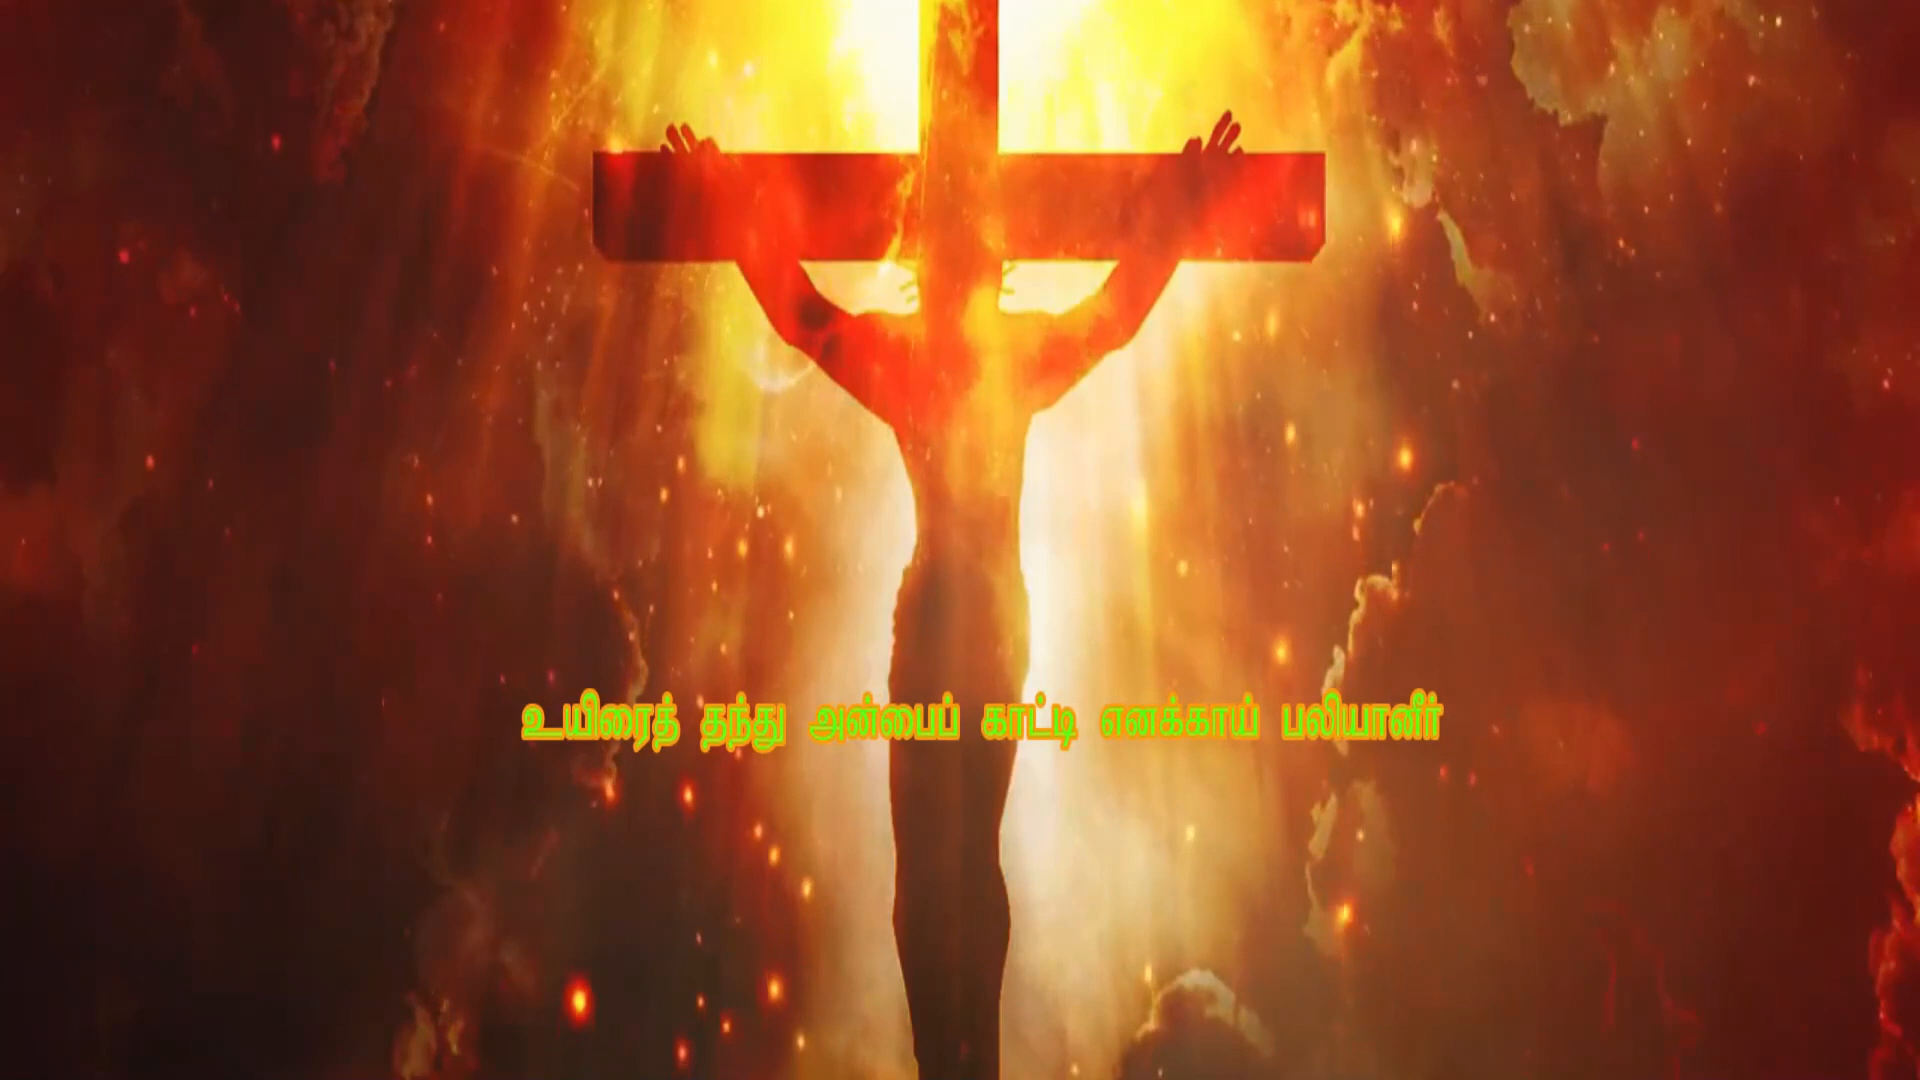 உயிரைத் தந்து அன்பைப் காட்டி எனக்காய் பலியானீர்